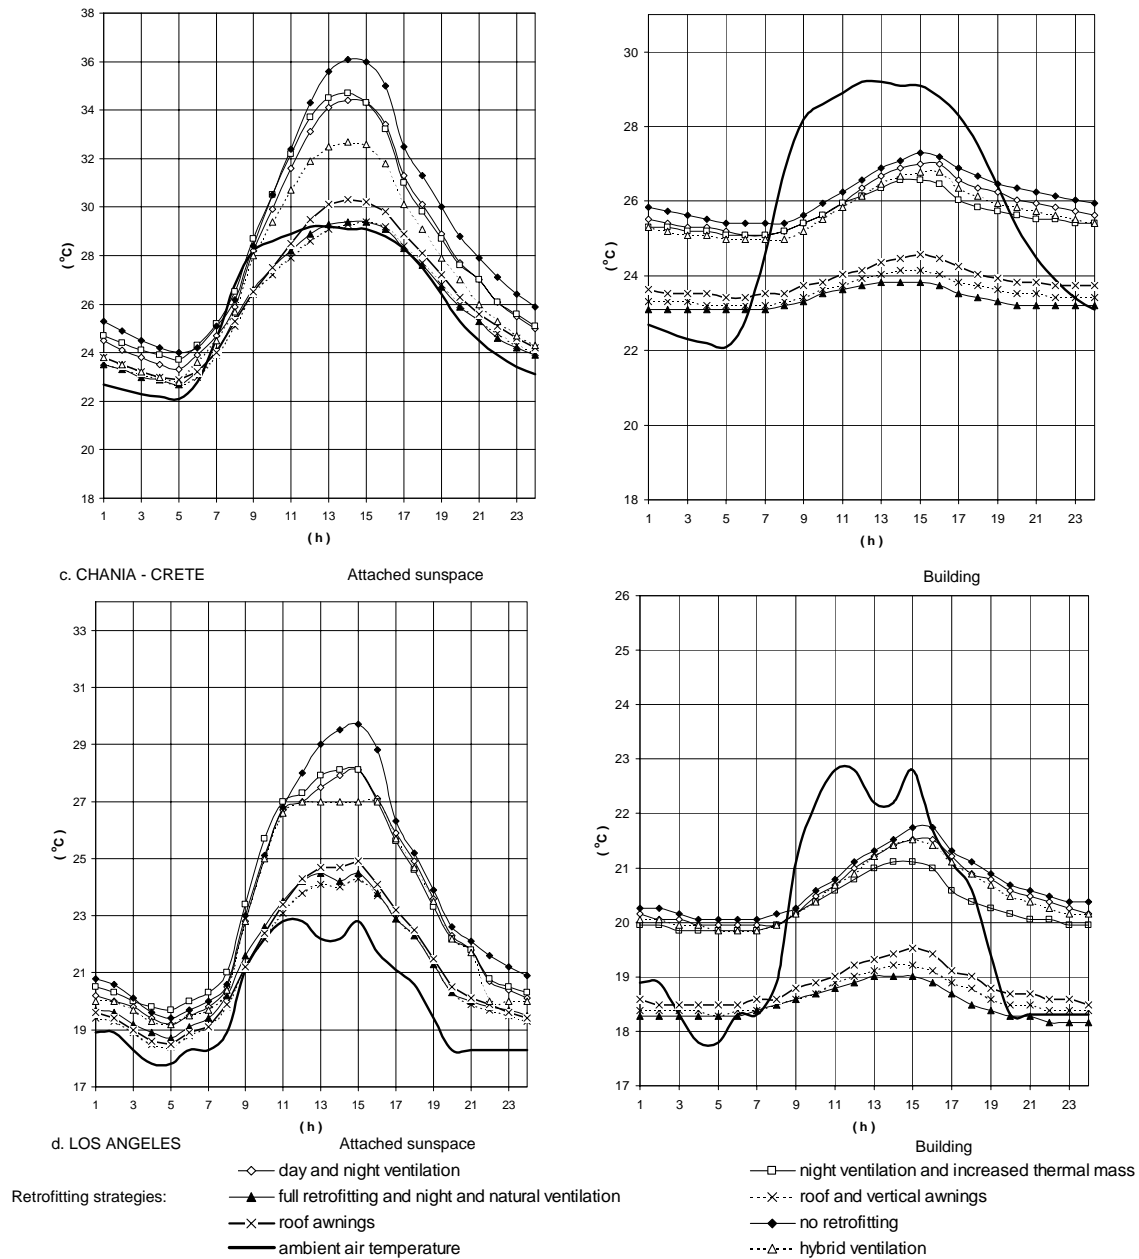 38
36
34
32
30
28
26
24
22
20
18
(°C)
1 3 5 7 9 11 13 15 17 19 21 23
(h)
30
28
26
24
22
20
18
(°C)
1 3 5 7 9 11 13 15 17 19 21 23
(h)
c. CHANIA - CRETE Attached sunspace Building
33
31
29
27
25
23
21
19
17
(°C)
1 3 5 7 9 11 13 15 17 19 21 23
(h)
26
25
24
23
22
21
20
19
18
17
(°C)
1 3 5 7 9 11 13 15 17 19 21 23
(h)
d. LOS ANGELES Attached sunspace Building
Retrofitting strategies:
day and night ventilation
full retrofitting and night and natural ventilation
roof awnings
ambient air temperature
night ventilation and increased thermal mass
roof and vertical awnings
no retrofitting
hybrid ventilation